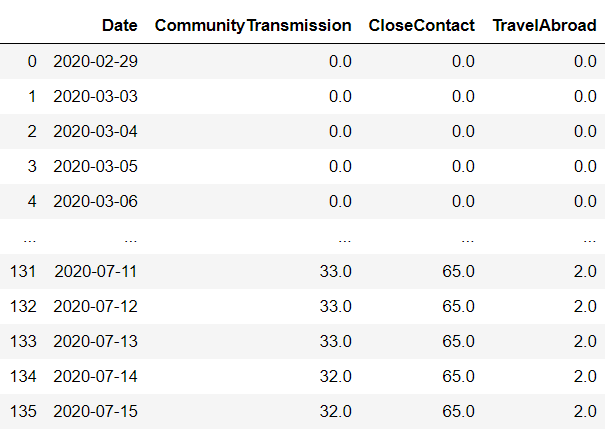 Date CommunityTransmission CloseContact TravelAbroad
0 2020-02-29 0.0 0.0 0.0
1 2020-03-03 0.0 0.0 0.0
2 2020-03-04 0.0 0.0 0.0
3 2020-03-05 0.0 0.0 0.0
4 2020-03-06 0.0 0.0 0.0
... ... ... ... ...
131 2020-07-11 33.0 65.0 2.0
132 2020-07-12 33.0 65.0 2.0
133 2020-07-13 33.0 65.0 2.0
134 2020-07-14 32.0 65.0 2.0
135 2020-07-15 32.0 65.0 2.0